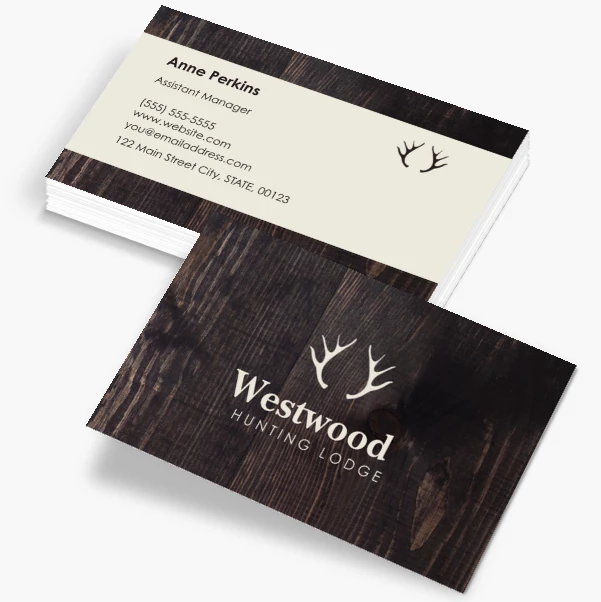 Anne Perkins
Assistant Manager
(555) 555-5555
www.website.com
you@emailaddress.com
122 Main Street City, STATE, 00123
Westwood
HUNTING LODGE